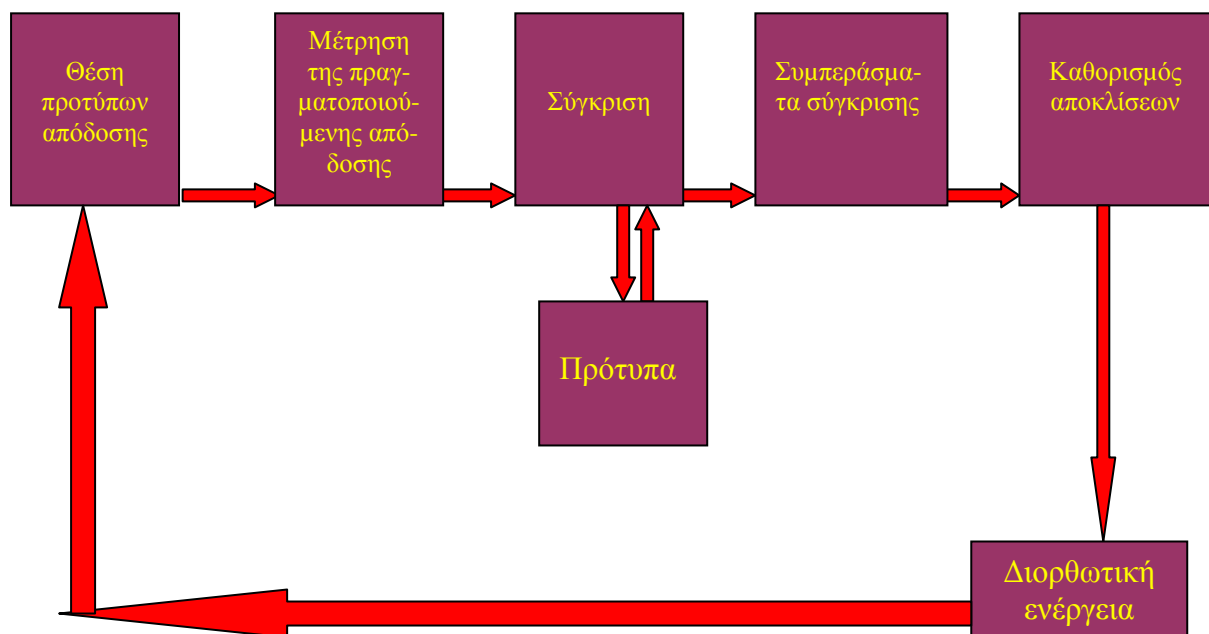 Θέση
προτύπων
απόδοσης
Μέτρηση
της πραγ-
ματοποιού-
μενης από-
δοσης
Σύγκριση
Συμπεράσμα-
τα σύγκρισης
Καθορισμός
αποκλίσεων
Πρότυπα
Διορθωτική
ενέργεια